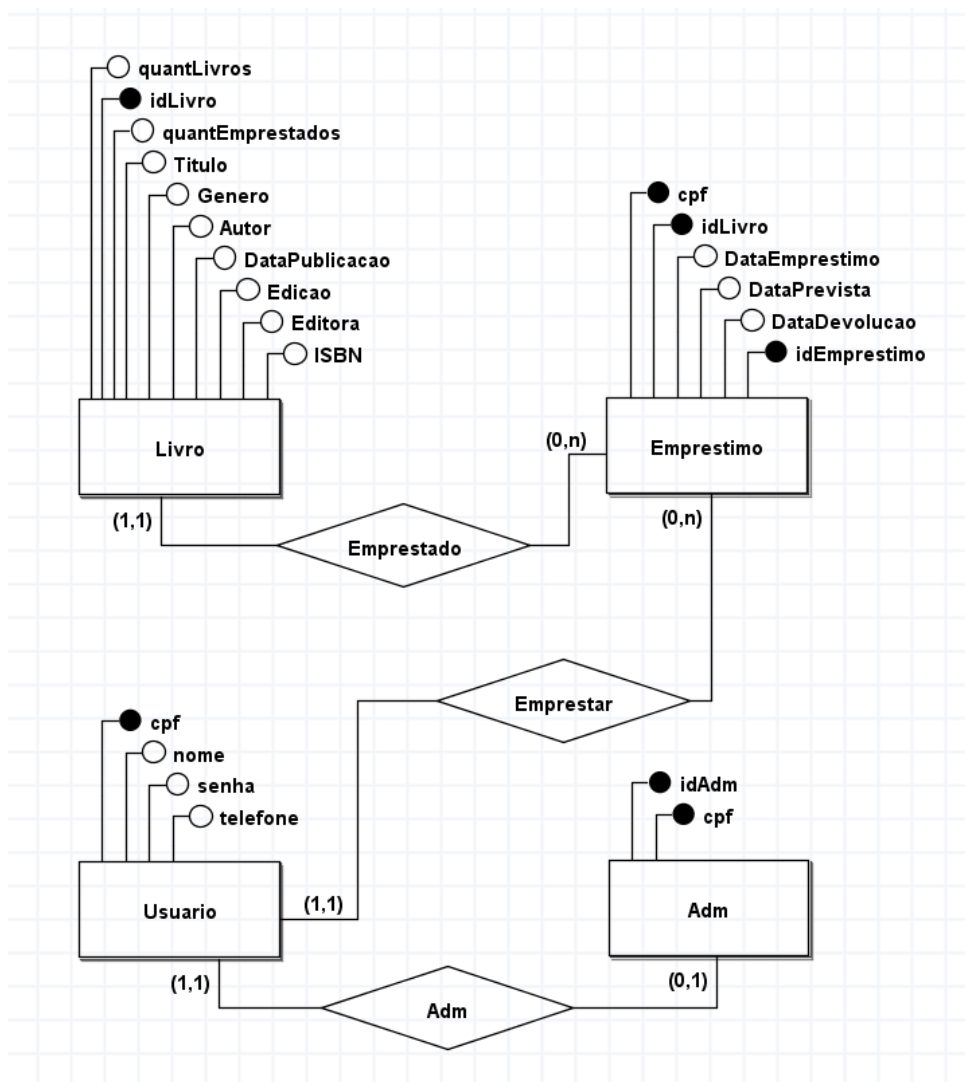 quantLivros
idLivro
quantEmprestados
Titulo
Genero
Autor
DataPublicacao
Edicao
Editora
ISBN
Livro
(1,1)
cpf
idLivro
DataEmprestimo
DataPrevista
DataDevolucao
idEmprestimo
Emprestimo
(0,n)
(0,n)
Emprestado
Emprestar
cpf
nome
senha
telefone
Usuario
(1,1)
(1,1)
idAdm
cpf
Adm
(0,1)
Adm